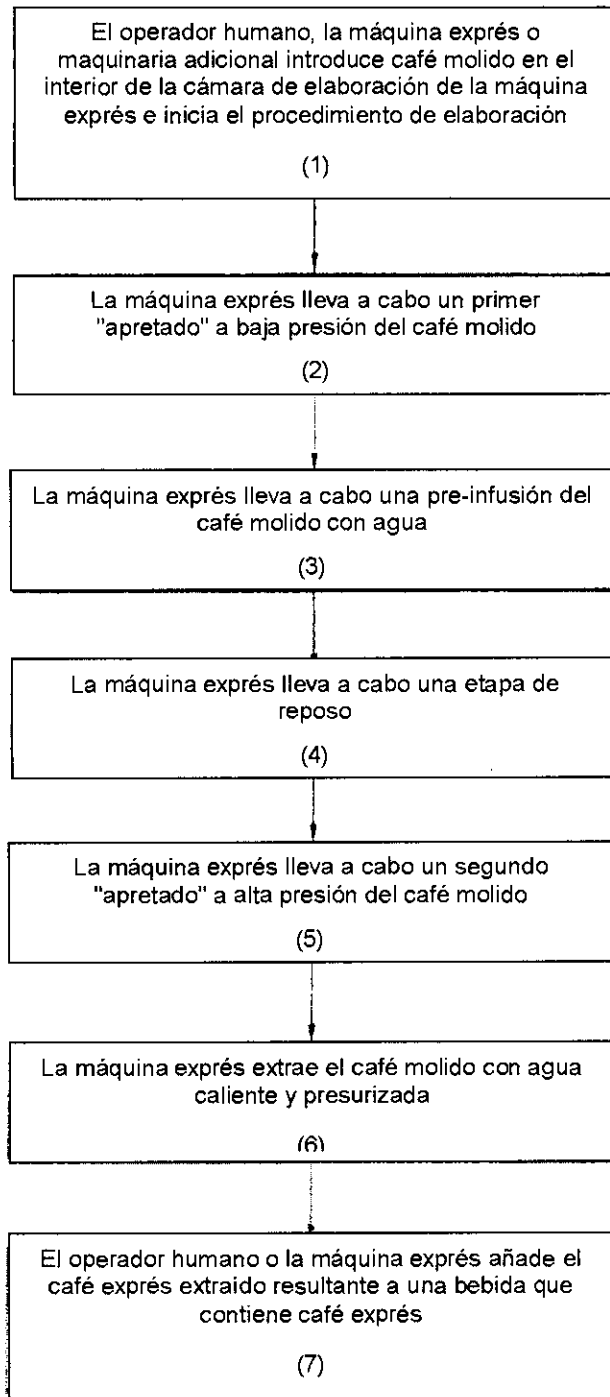 El operador humano, la máquina exprés o
maquinaria adicional introduce café molido en el
interior de la cámara de elaboración de la máquina
exprés e inicia el procedimiento de elaboración
(1)
La máquina exprés lleva a cabo un primer
"apretado" a baja presión del café molido
(2)
La máquina exprés lleva a cabo una pre-infusión del
café molido con agua
(3)
La máquina exprés lleva a cabo una etapa de
reposo
(4)
La máquina exprés lleva a cabo un segundo
"apretado" a alta presión del café molido
(5)
La máquina exprés extrae el café molido con agua
caliente y presurizada
(6)
El operador humano o la máquina exprés añade el
café exprés extraido resultante a una bebida que
contiene café exprés
(7)